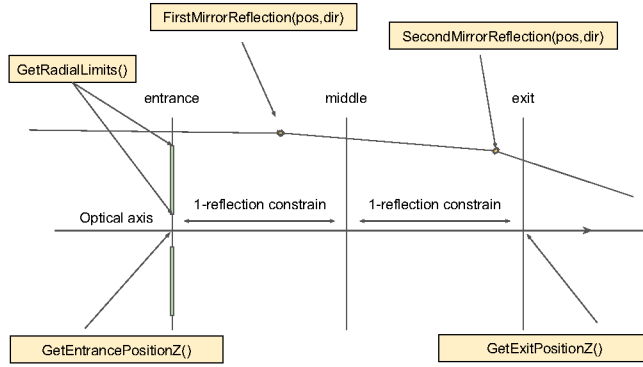 FirstMirrorReflection(pos,dir)
SecondMirrorReflection(pos,dir)
GetRadialLimits()
entrance
middle
exit
1-reflection constrain
1-reflection constrain
Optical axis
GetEntrancePositionZ()
GetExitPositionZ()